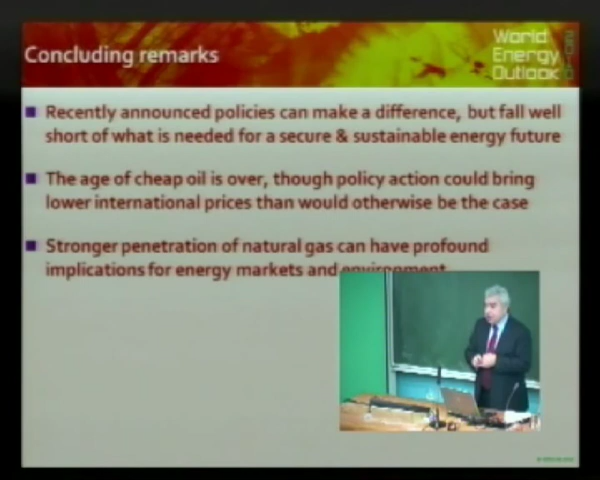 Concluding remarks
World
Energy
Outlook
2010
Recently announced policies can make a difference, but fall well
short of what is needed for a secure & sustainable energy future
The age of cheap oil is over, though policy action could bring
lower international prices than would otherwise be the case
Stronger penetration of natural gas can have profound
implications for energy markets and environment